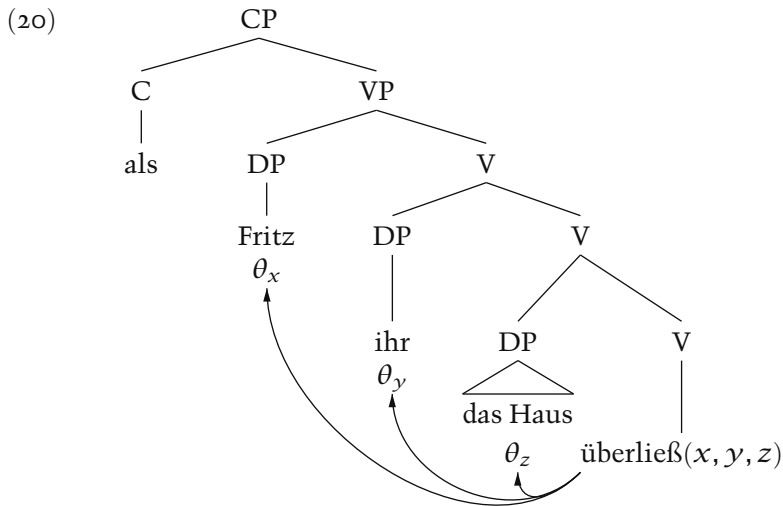 (20)
CP
C VP
als DP V
Fritz DP V
θx
ihr DP V
θy
das Haus
θz überließ(x, y, z)